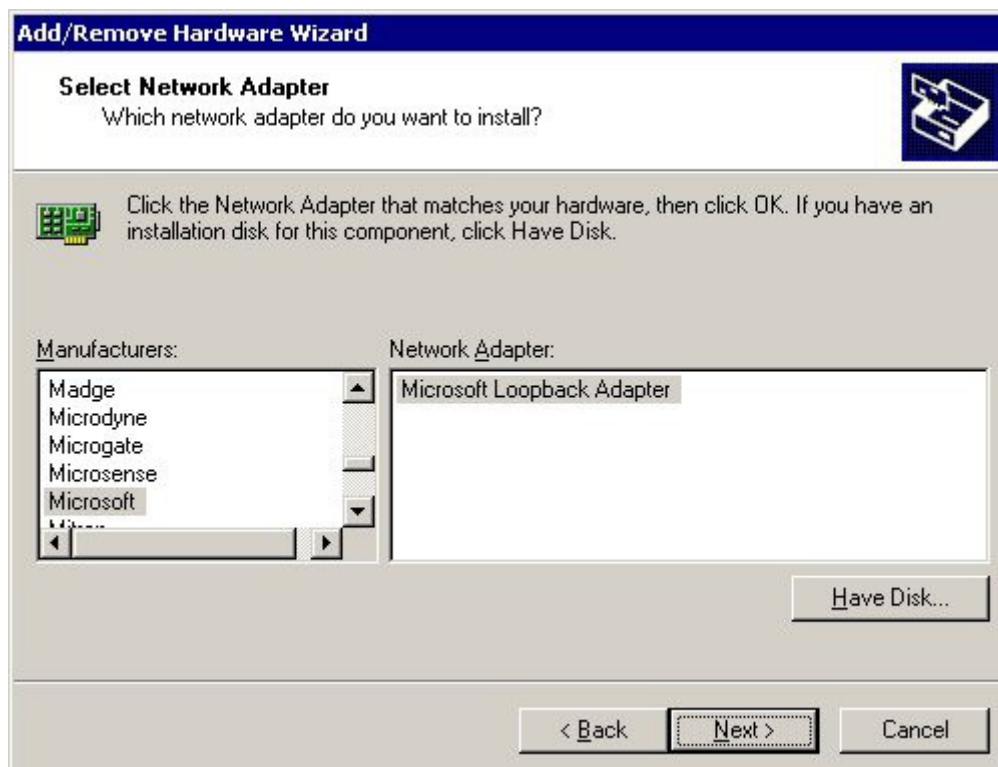 Add/Remove Hardware Wizard
Select Network Adapter
Which network adapter do you want to install?
Click the Network Adapter that matches your hardware, then click OK. If you have an
installation disk for this component, click Have Disk.
Manufacturers:
Madge
Microdyne
Microgate
Microsense
Microsoft
Network Adapter:
Microsoft Loopback Adapter
Have Disk...
< Back
Next >
Cancel